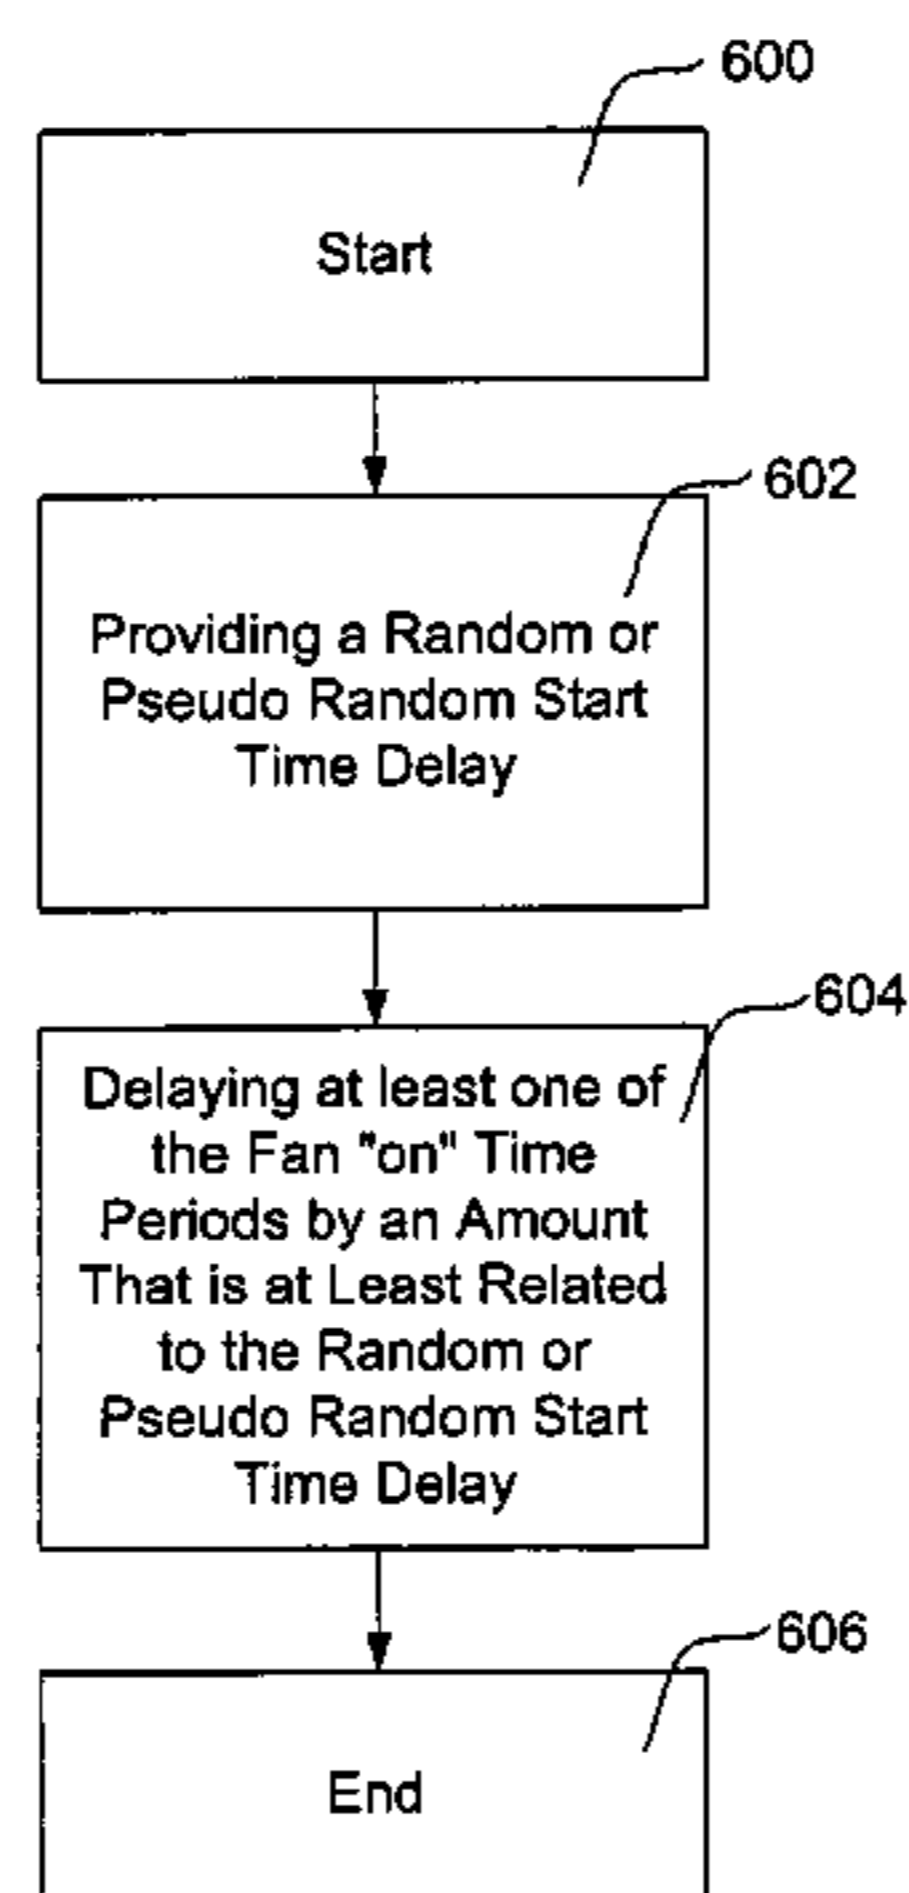 600
Start
602
Providing a Random or
Pseudo Random Start
Time Delay
604
Delaying at least one of
the Fan "on" Time
Periods by an Amount
That is at Least Related
to the Random or
Pseudo Random Start
Time Delay
606
End